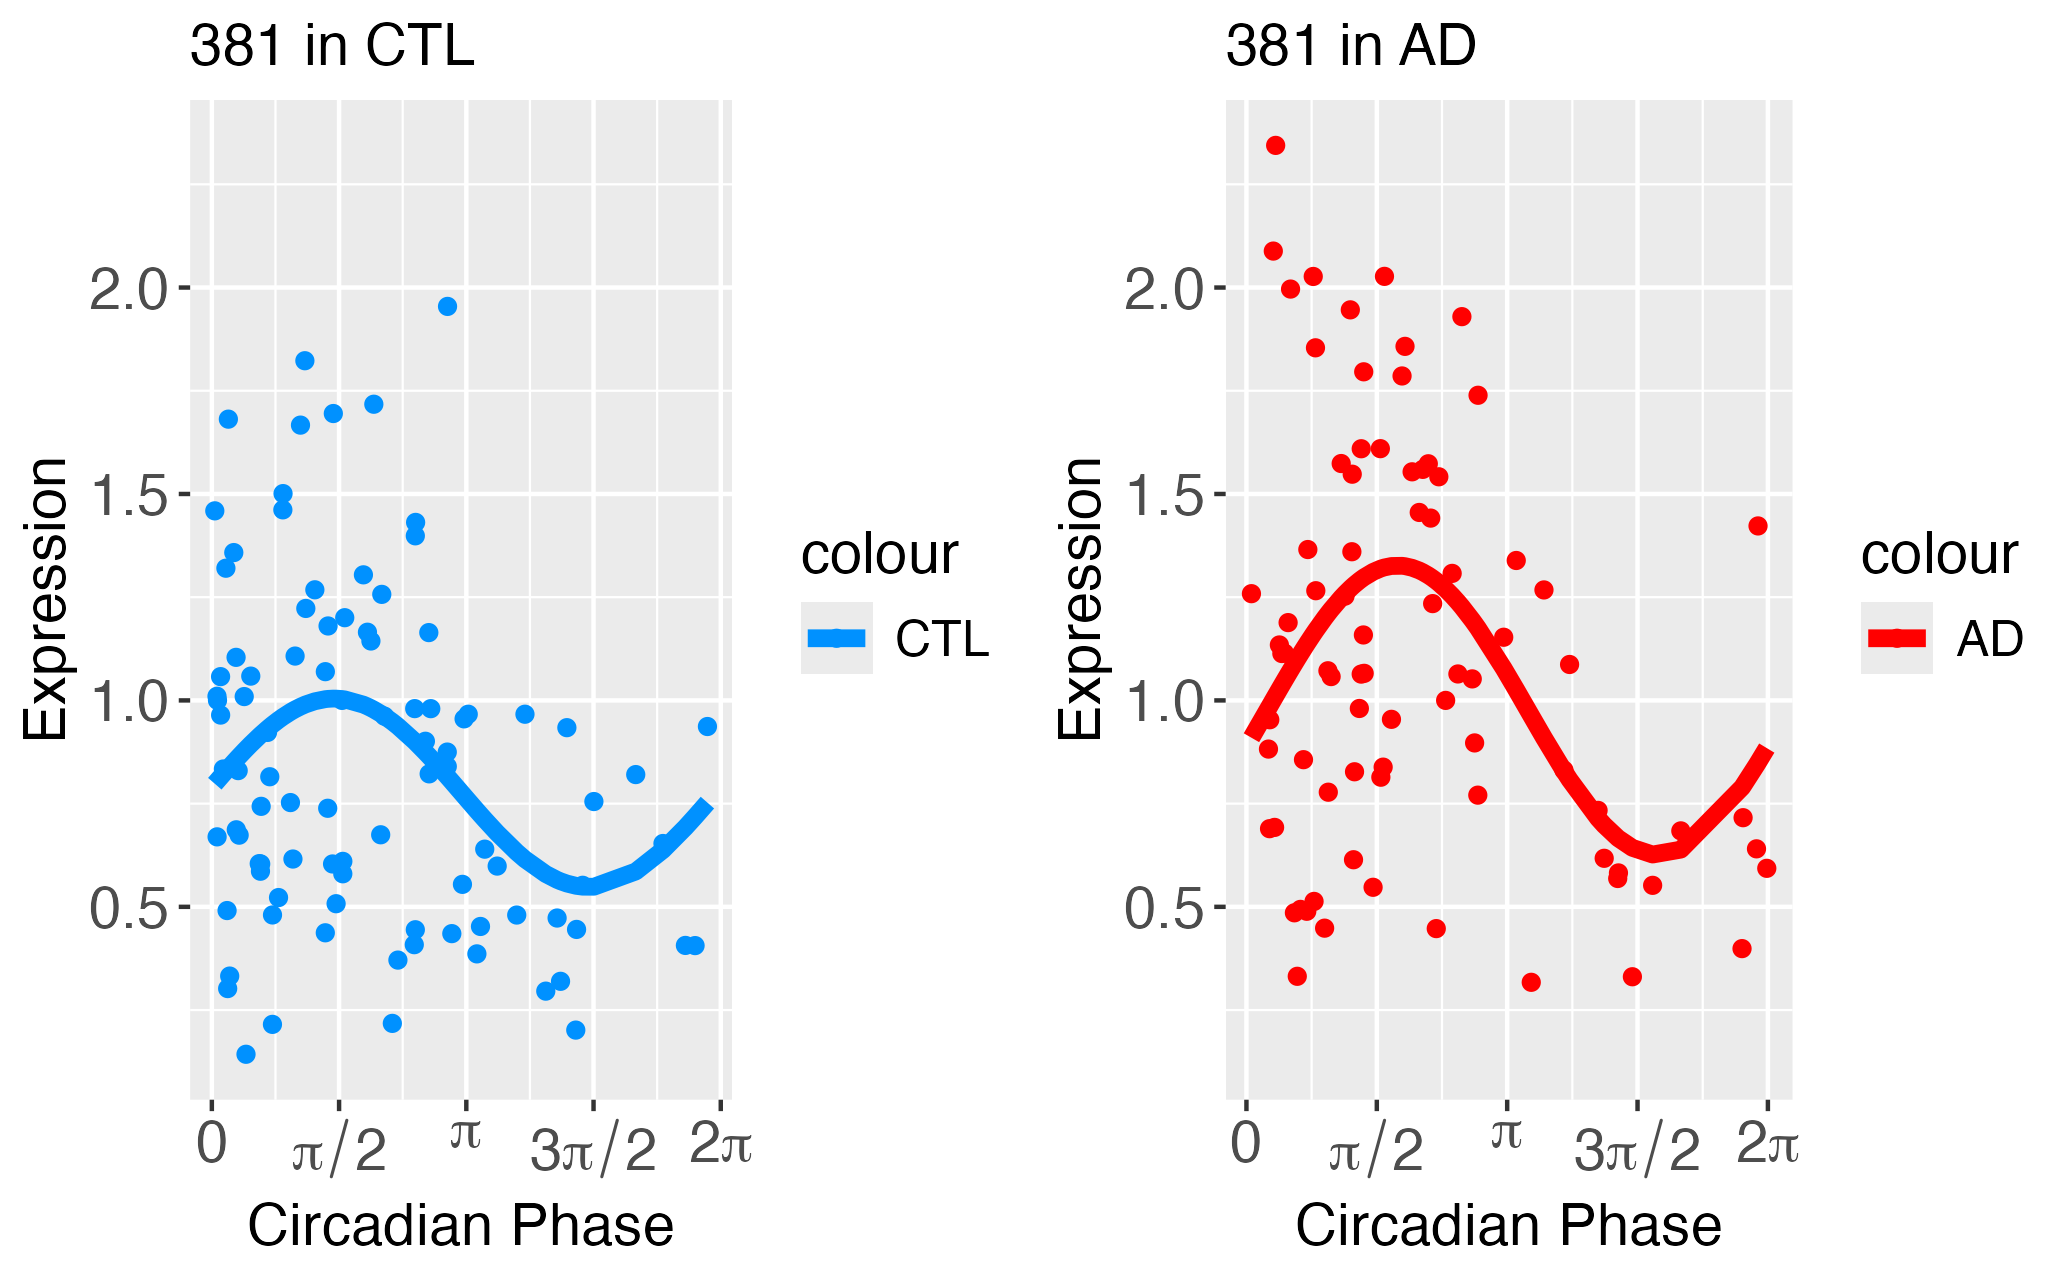 381 in CTL
2.0
1.5
1.0
0.5
Expression
0
π/2
π
3π/2
2π
Circadian Phase
colour
CTL
381 in AD
2.0
1.5
1.0
0.5
Expression
0
π/2
π
3π/2
2π
Circadian Phase
colour
AD